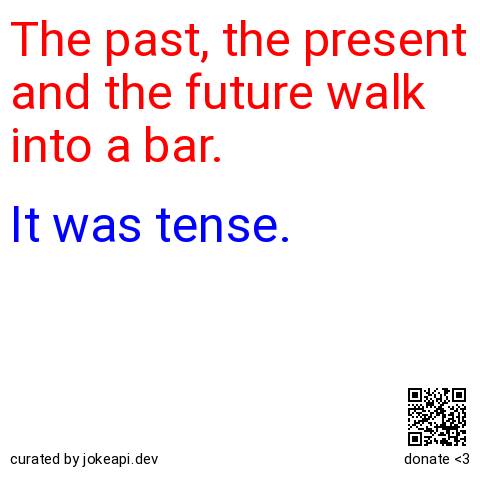 The past, the present
and the future walk
into a bar.
It was tense.
curated by jokeapi.dev
donate <3